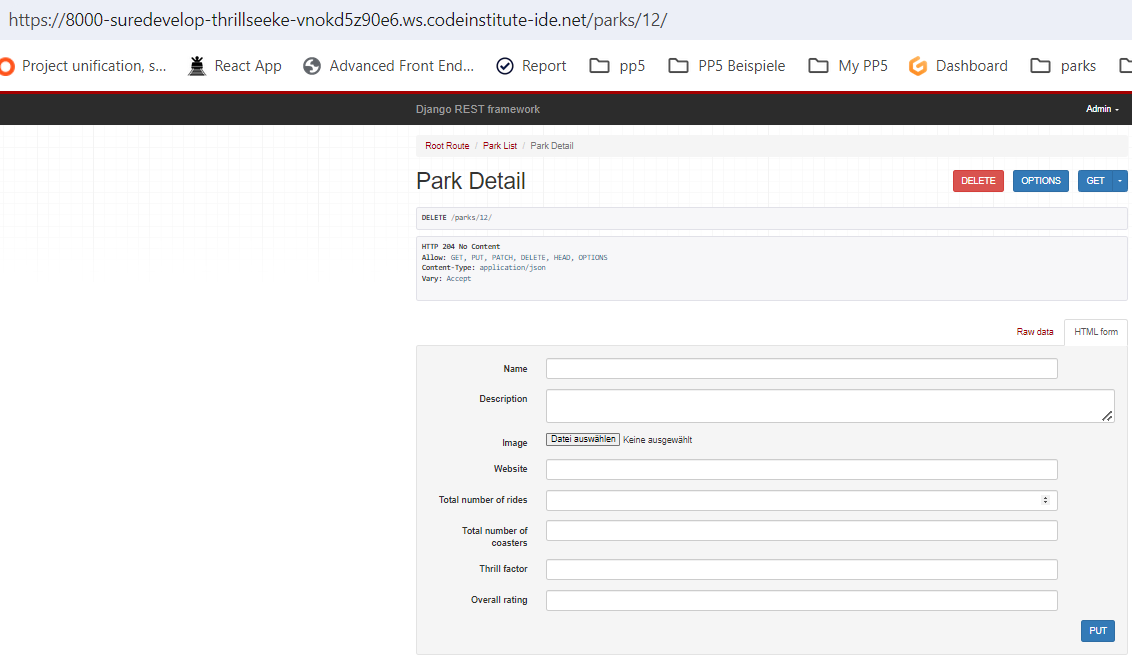 https://8000-suredevelop-thrillseeke-vnokd5z90e6.ws.codeinstitute-ide.net/parks/12/
Project unification, s... React App Advanced Front End... Report pp5 PP5 Beispiele My PP5 Dashboard parks
Django REST framework Admin
Root Route / Park List / Park Detail
Park Detail DELETE OPTIONS GET
DELETE /parks/12/
HTTP 204 No Content
Allow: GET, PUT, PATCH, DELETE, HEAD, OPTIONS
Content-Type: application/json
Vary: Accept
Raw data HTML form
Name
Description
Image Datei auswählen Keine ausgewählt
Website
Total number of rides
Total number of
coasters
Thrill factor
Overall rating
PUT